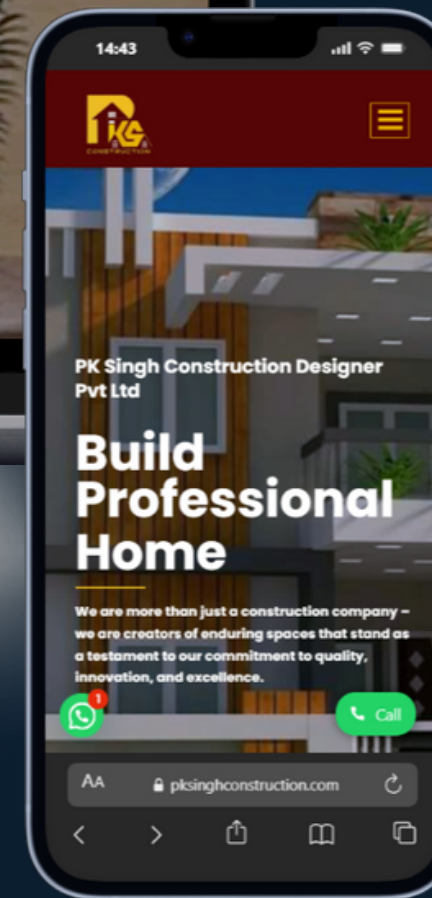 14:43
PKS
CONSTRUCTION
PK Singh Construction Designer
Pvt Ltd
Build
Professional
Home
We are more than just a construction company –
we are creators of enduring spaces that stand as
a testament to our commitment to quality,
innovation, and excellence.
1
Call
AA
pksinghconstruction.com